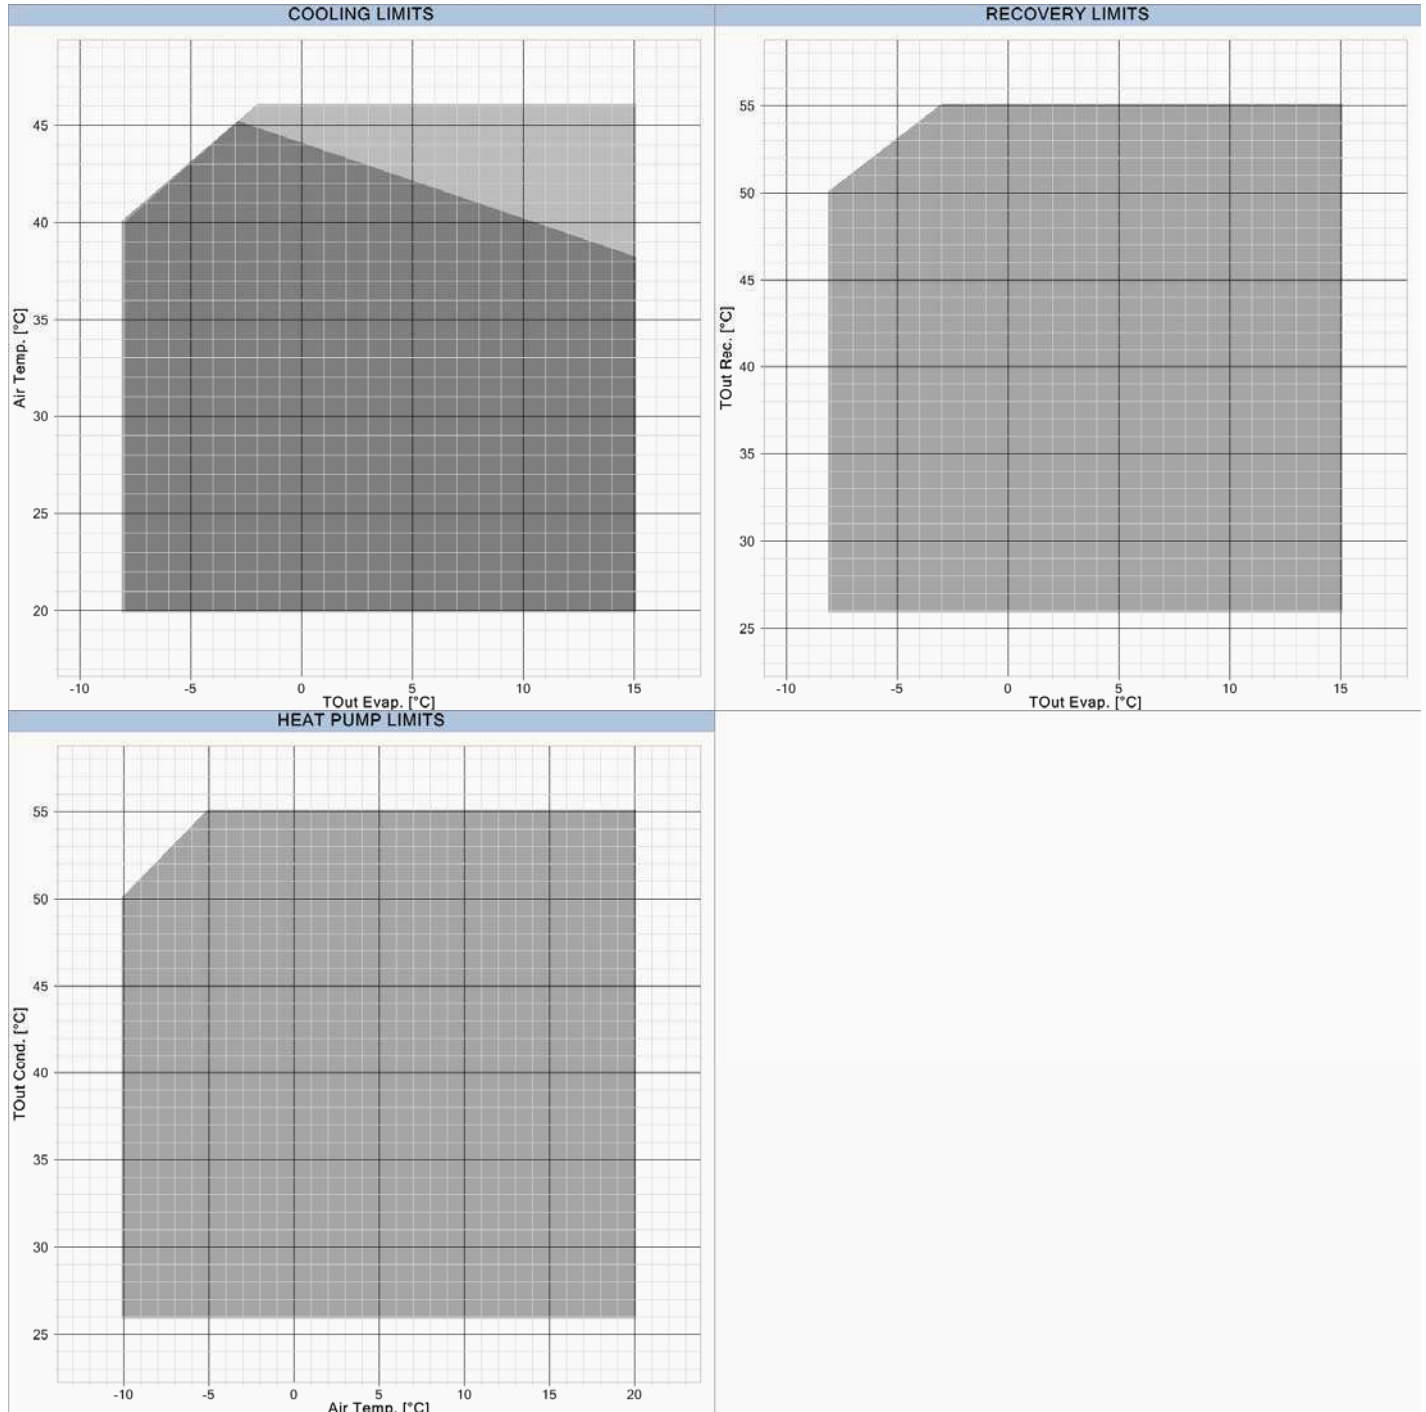 COOLING LIMITS
45
40
35
30
25
20
Air Temp. [°C]
-10 -5 0 5 10 15
TOut Evap. [°C]
RECOVERY LIMITS
55
50
45
40
35
30
25
TOut Rec. [°C]
-10 -5 0 5 10 15
TOut Evap. [°C]
HEAT PUMP LIMITS
55
50
45
40
35
30
25
TOut Cond. [°C]
-10 -5 0 5 10 15 20
Air Temp. [°C]